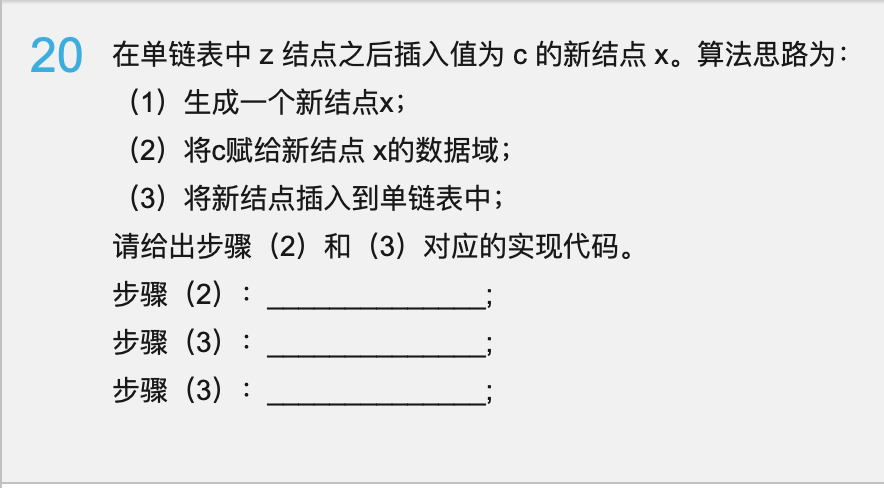 20 在单链表中 z 结点之后插入值为 c 的新结点 x。算法思路为：
（1）生成一个新结点x；
（2）将c赋给新结点 x的数据域；
（3）将新结点插入到单链表中；
请给出步骤（2）和（3）对应的实现代码。
步骤（2）：______________;
步骤（3）：______________;
步骤（3）：______________;